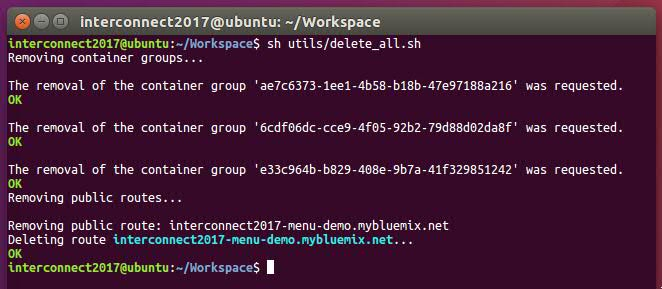 interconnect2017@ubuntu: ~/Workspace
interconnect2017@ubuntu:~/Workspace$ sh utils/delete_all.sh
Removing container groups...
The removal of the container group 'ae7c6373-1ee1-4b58-b18b-47e97188a216' was requested.
OK
The removal of the container group '6cdf06dc-cce9-4f05-92b2-79d88d02da8f' was requested.
OK
The removal of the container group 'e33c964b-b829-408e-9b7a-41f329851242' was requested.
OK
Removing public routes...
Removing public route: interconnect2017-menu-demo.mybluemix.net
Deleting route interconnect2017-menu-demo.mybluemix.net...
OK
interconnect2017@ubuntu:~/Workspace$